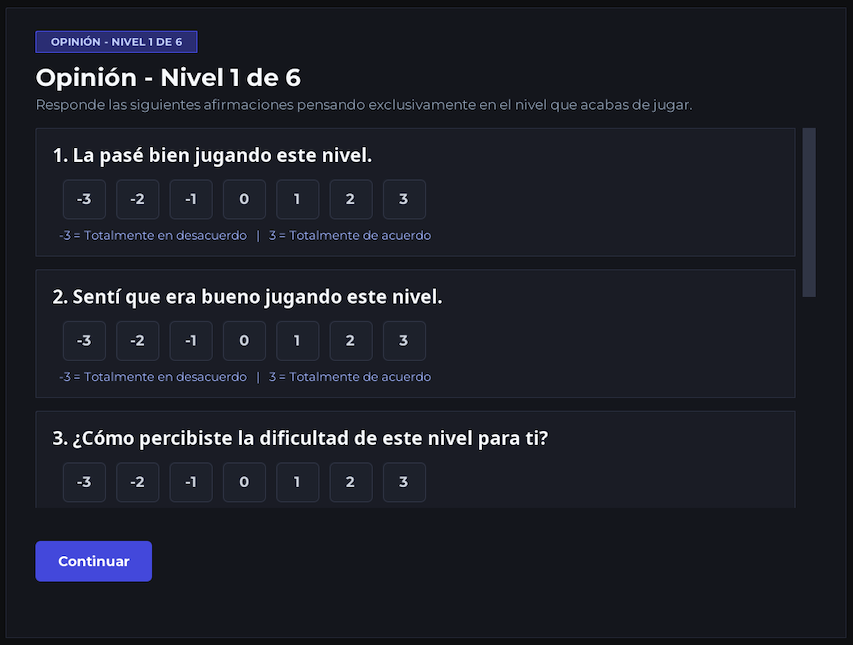 OPINIÓN - NIVEL 1 DE 6
Opinión - Nivel 1 de 6
Responde las siguientes afirmaciones pensando exclusivamente en el nivel que acabas de jugar.
1. La pasé bien jugando este nivel.
-3 -2 -1 0 1 2 3
-3 = Totalmente en desacuerdo | 3 = Totalmente de acuerdo
2. Sentí que era bueno jugando este nivel.
-3 -2 -1 0 1 2 3
-3 = Totalmente en desacuerdo | 3 = Totalmente de acuerdo
3. ¿Cómo percibiste la dificultad de este nivel para ti?
-3 -2 -1 0 1 2 3
Continuar